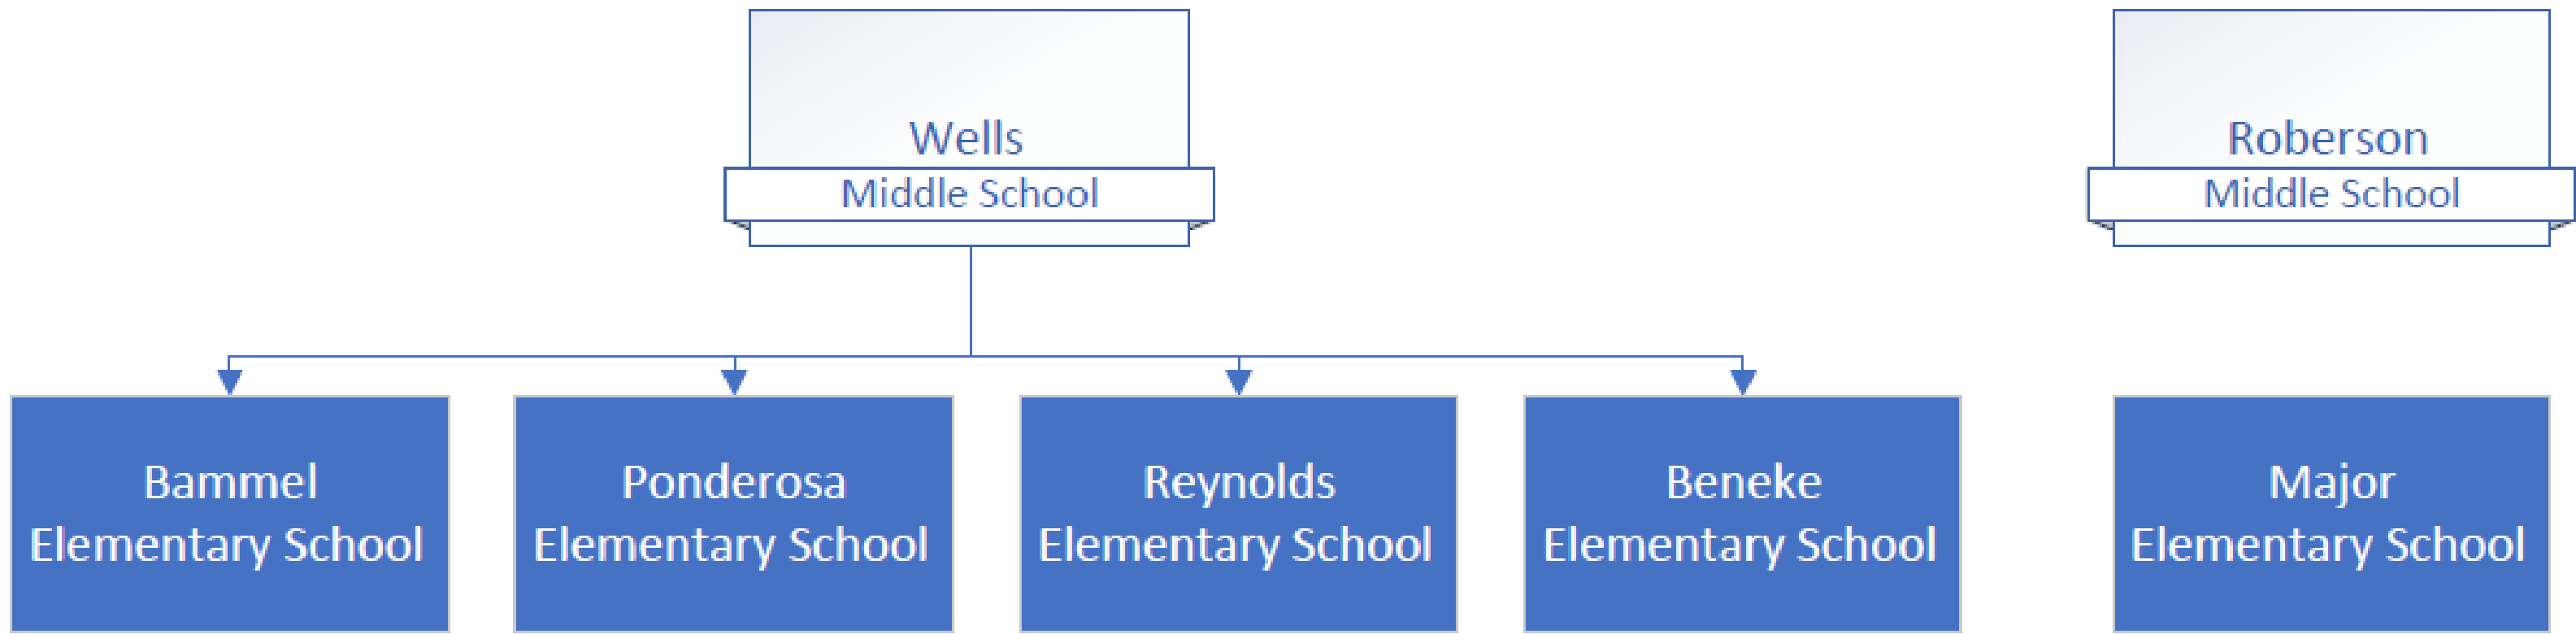 Wells
Middle School
Roberson
Middle School
Bammel
Elementary School
Ponderosa
Elementary School
Reynolds
Elementary School
Beneke
Elementary School
Major
Elementary School